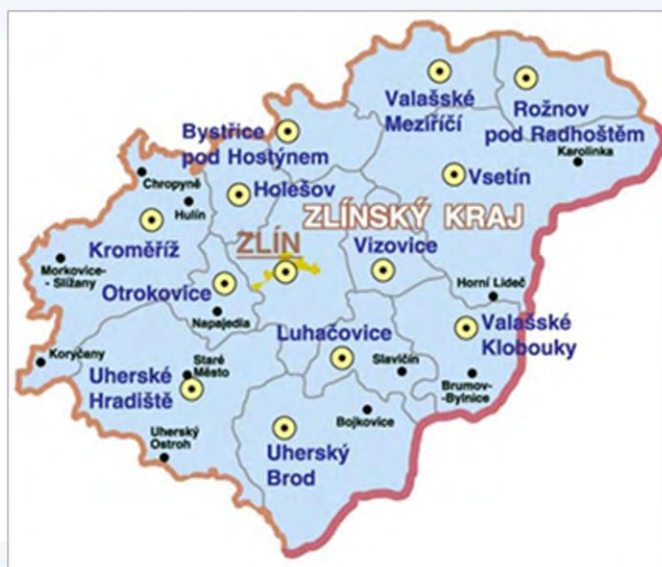 Valašské
Meziříčí
Rožnov
pod Radhoštěm
Karolinka
Bystřice
pod Hostýnem
Chropyně
Holešov
Hulín
Vsetín
ZLÍNSKÝ KRAJ
Kroměříž
ZLÍN
Vizovice
Morkovice-
- Slížany
Otrokovice
Horní Lideč
Napajedla
Luhačovice
Valašské
Klobouky
Koryčany
Staré
Město
Slavičín
Uherské
Hradiště
Brumov-
-Bylnice
Bojkovice
Uherský
Ostroh
Uherský
Brod